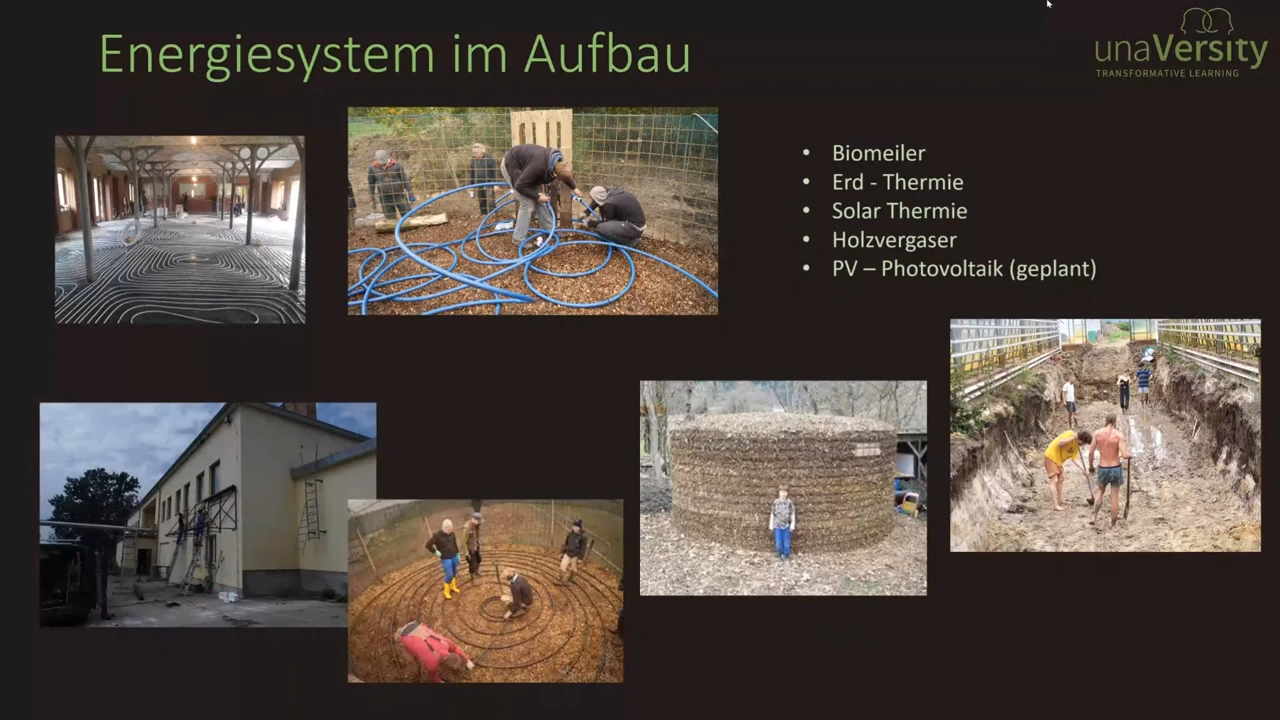 Energiesystem im Aufbau
unaVersity
TRANSFORMATIVE LEARNING
• Biomeiler
• Erd - Thermie
• Solar Thermie
• Holzvergaser
• PV – Photovoltaik (geplant)